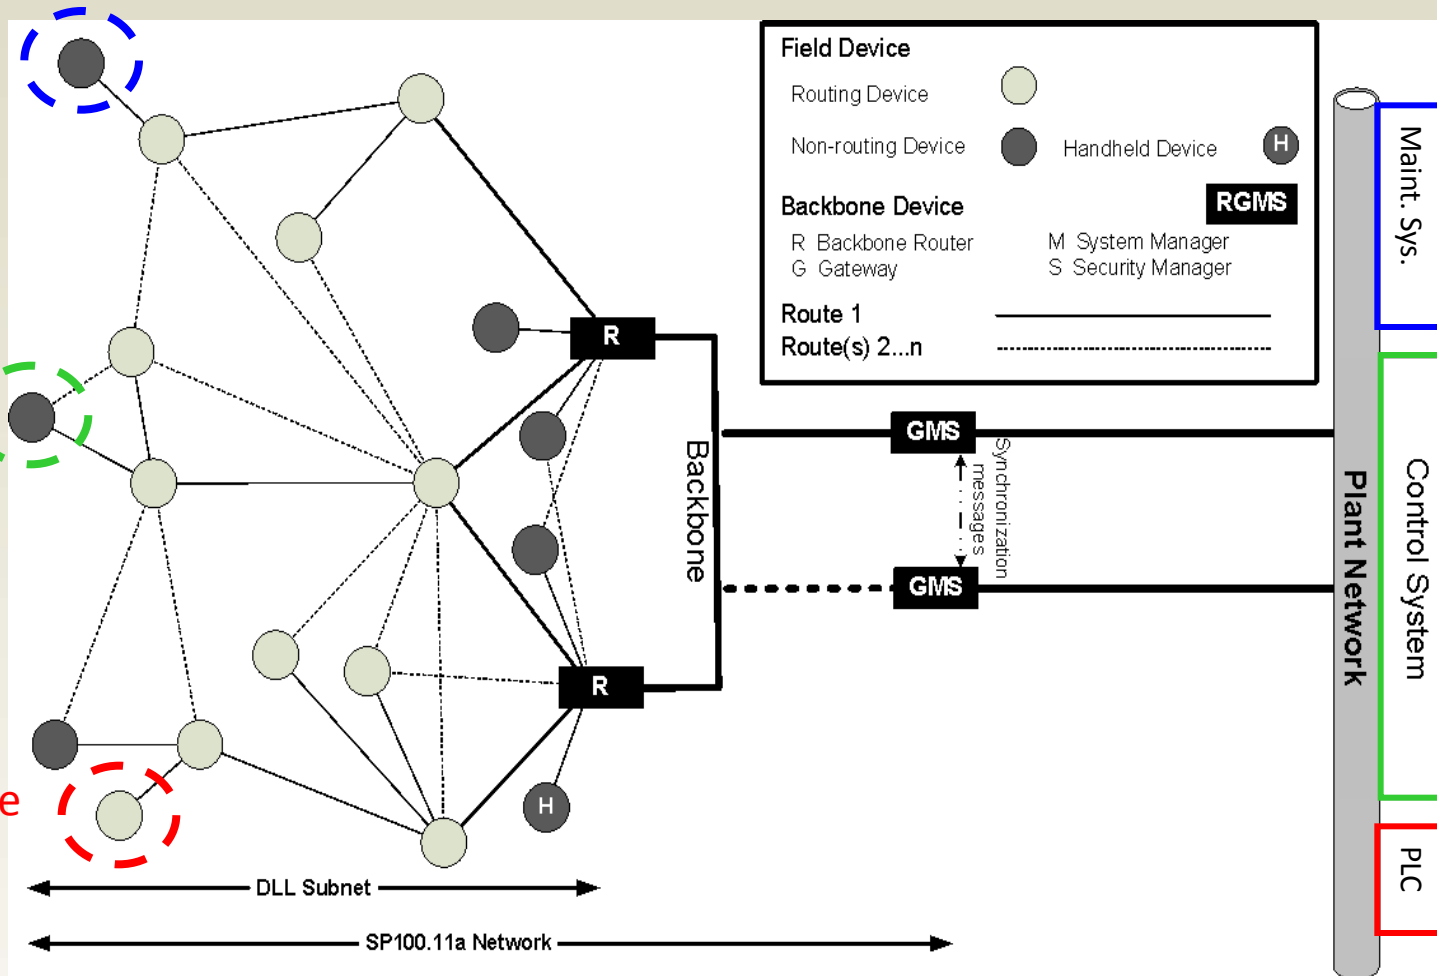 Field Device
Routing Device
Non-routing Device
Handheld Device
H
Backbone Device
RGMS
R Backbone Router
M System Manager
G Gateway
S Security Manager
Route 1
Route(s) 2...n
R
R
H
Backbone
GMS
Synchronization
messages
GMS
Plant Network
Maint. Sys.
Control System
PLC
e
DLL Subnet
SP100.11a Network